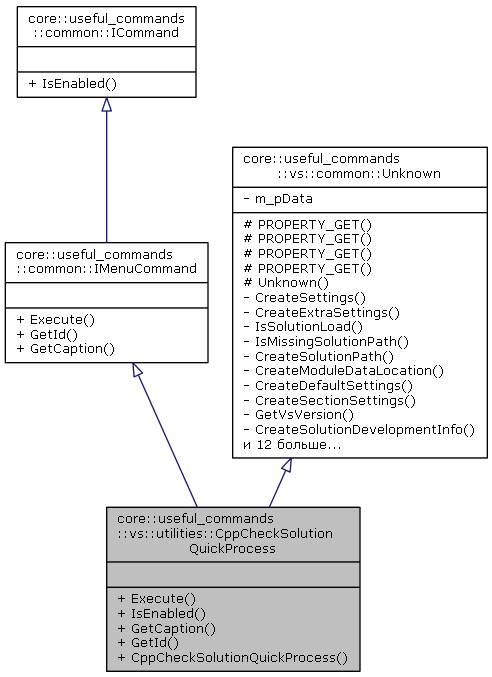 core::useful_commands
::common::ICommand
+ IsEnabled()
core::useful_commands
::vs::common::Unknown
- m_pData
# PROPERTY_GET()
# PROPERTY_GET()
# PROPERTY_GET()
# PROPERTY_GET()
# Unknown()
- CreateSettings()
- CreateExtraSettings()
- IsSolutionLoad()
- IsMissingSolutionPath()
- CreateSolutionPath()
- CreateModuleDataLocation()
- CreateDefaultSettings()
- CreateSectionSettings()
- GetVsVersion()
- CreateSolutionDevelopmentInfo()
и 12 больше...
core::useful_commands
::common::IMenuCommand
+ Execute()
+ GetId()
+ GetCaption()
core::useful_commands
::vs::utilities::CppCheckSolution
QuickProcess
+ Execute()
+ IsEnabled()
+ GetCaption()
+ GetId()
+ CppCheckSolutionQuickProcess()